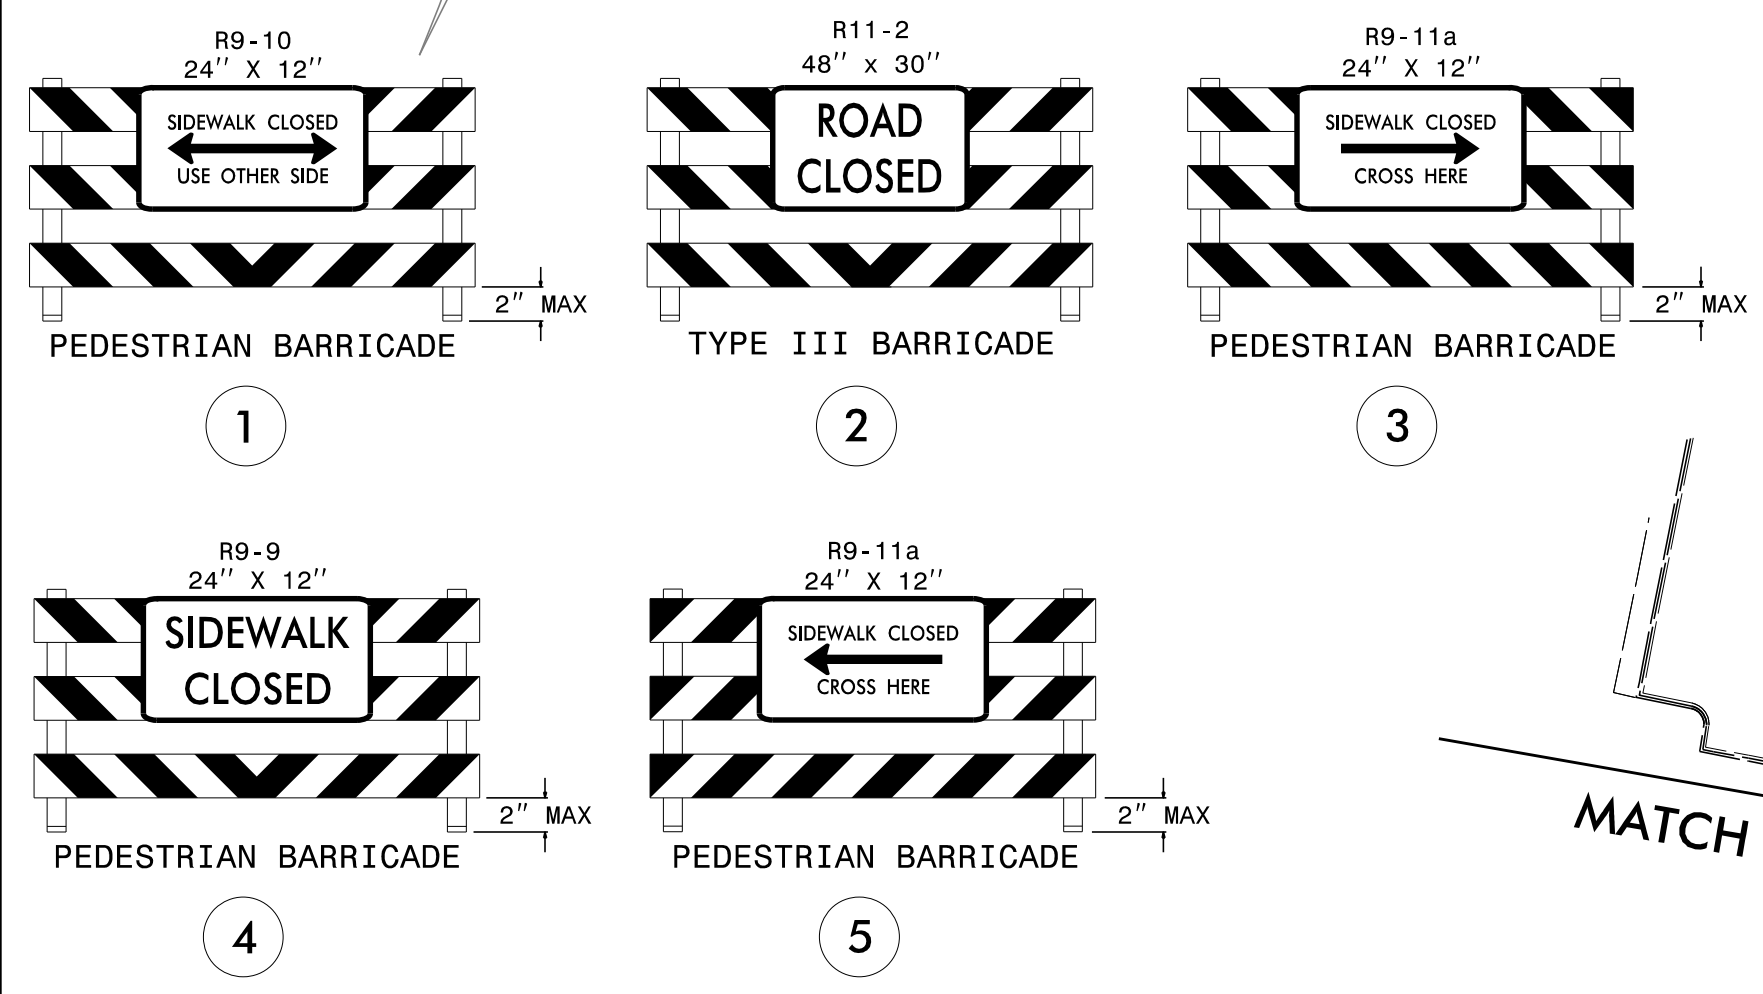 R9-10
24" X 12"
SIDEWALK CLOSED
USE OTHER SIDE
2" MAX
PEDESTRIAN BARRICADE
1
R11-2
48" x 30"
ROAD
CLOSED
TYPE III BARRICADE
2
R9-11a
24" X 12"
SIDEWALK CLOSED
CROSS HERE
2" MAX
PEDESTRIAN BARRICADE
3
R9-9
24" X 12"
SIDEWALK
CLOSED
2" MAX
PEDESTRIAN BARRICADE
4
R9-11a
24" X 12"
SIDEWALK CLOSED
CROSS HERE
2" MAX
PEDESTRIAN BARRICADE
5
MATCH